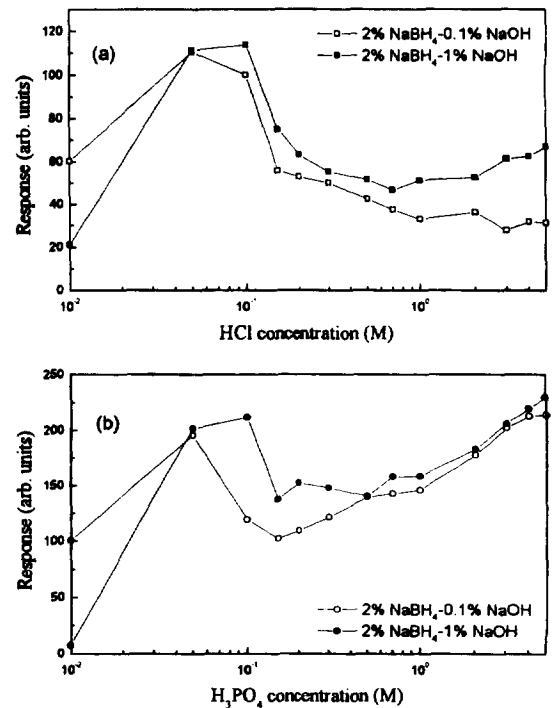 (a)
2% NaBH₄-0.1% NaOH
2% NaBH₄-1% NaOH
Response (arb. units)
120
100
80
60
40
20
0
10⁻² 10⁻¹ 10⁰
HCl concentration (M)
(b)
250
200
150
100
50
0
Response (arb. units)
2% NaBH₄-0.1% NaOH
2% NaBH₄-1% NaOH
10⁻² 10⁻¹ 10⁰
H₃PO₄ concentration (M)